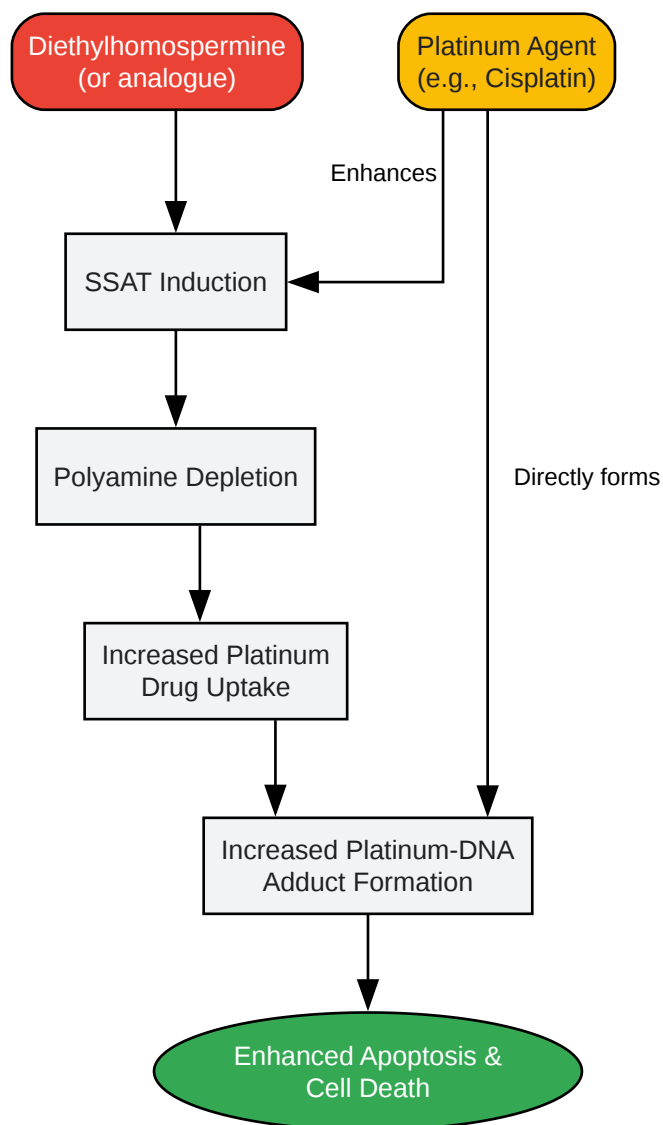 Diethylhomospermine
(or analogue)
Platinum Agent
(e.g., Cisplatin)
Enhances
SSAT Induction
Polyamine Depletion
Directly forms
Increased Platinum
Drug Uptake
Increased Platinum-DNA
Adduct Formation
Enhanced Apoptosis &
Cell Death